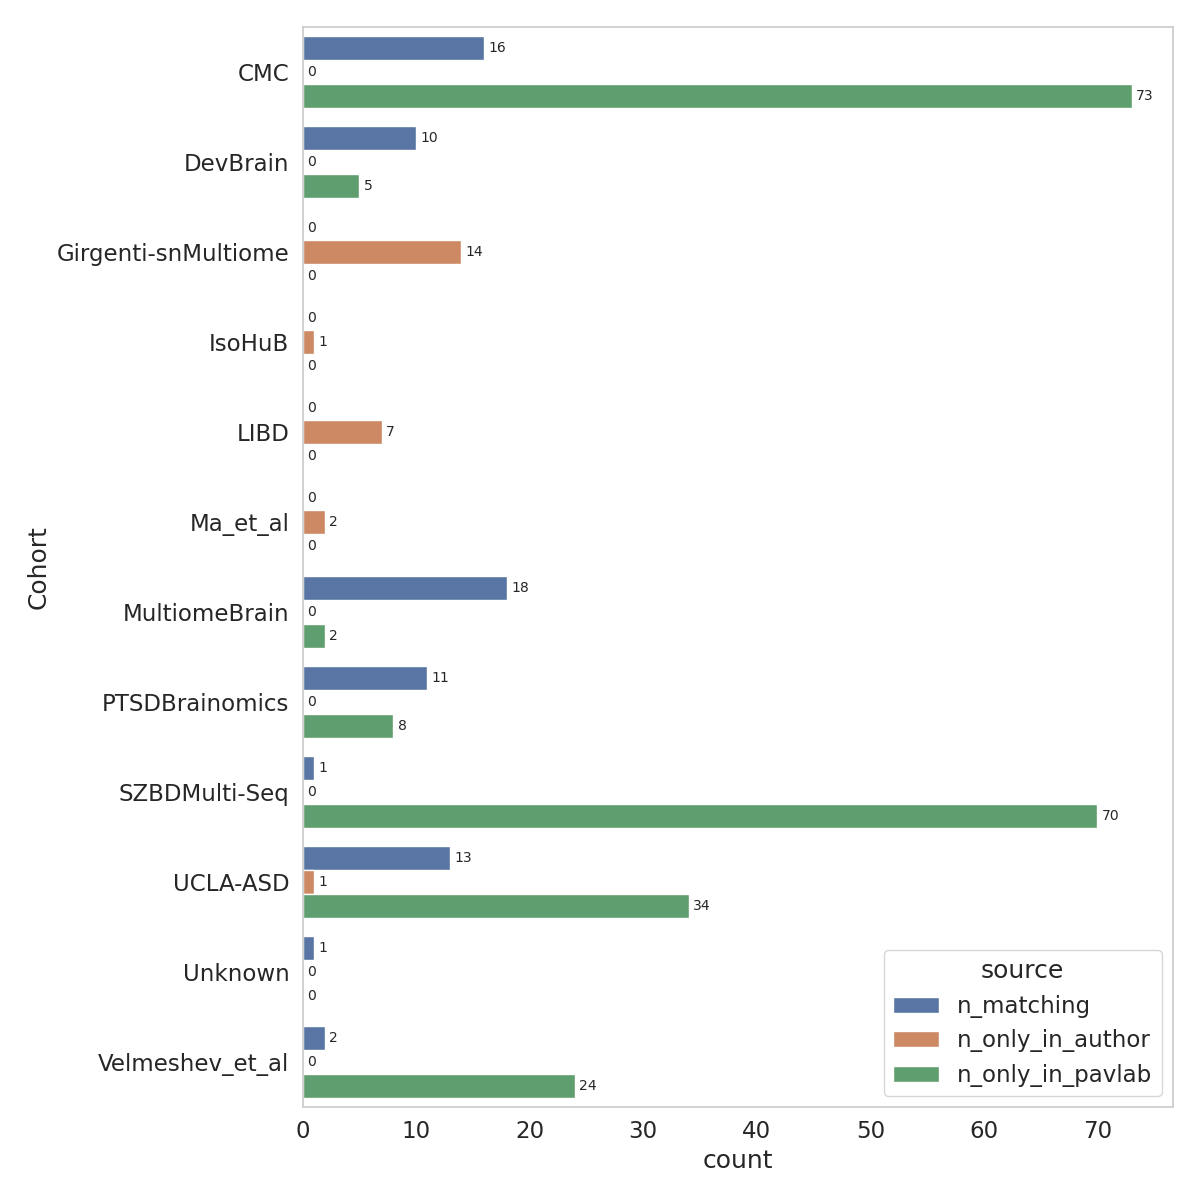 CMC
16
0
73
DevBrain
10
0
5
Girgenti-snMultiome
0
14
0
IsoHuB
0
1
0
LIBD
0
7
0
Ma_et_al
0
2
0
MultiomeBrain
18
0
2
PTSDBrainomics
11
0
8
SZBDMulti-Seq
1
0
70
UCLA-ASD
13
1
34
Unknown
1
0
0
Velmeshev_et_al
2
0
24
Cohort
source
n_matching
n_only_in_author
n_only_in_pavlab
0 10 20 30 40 50 60 70
count